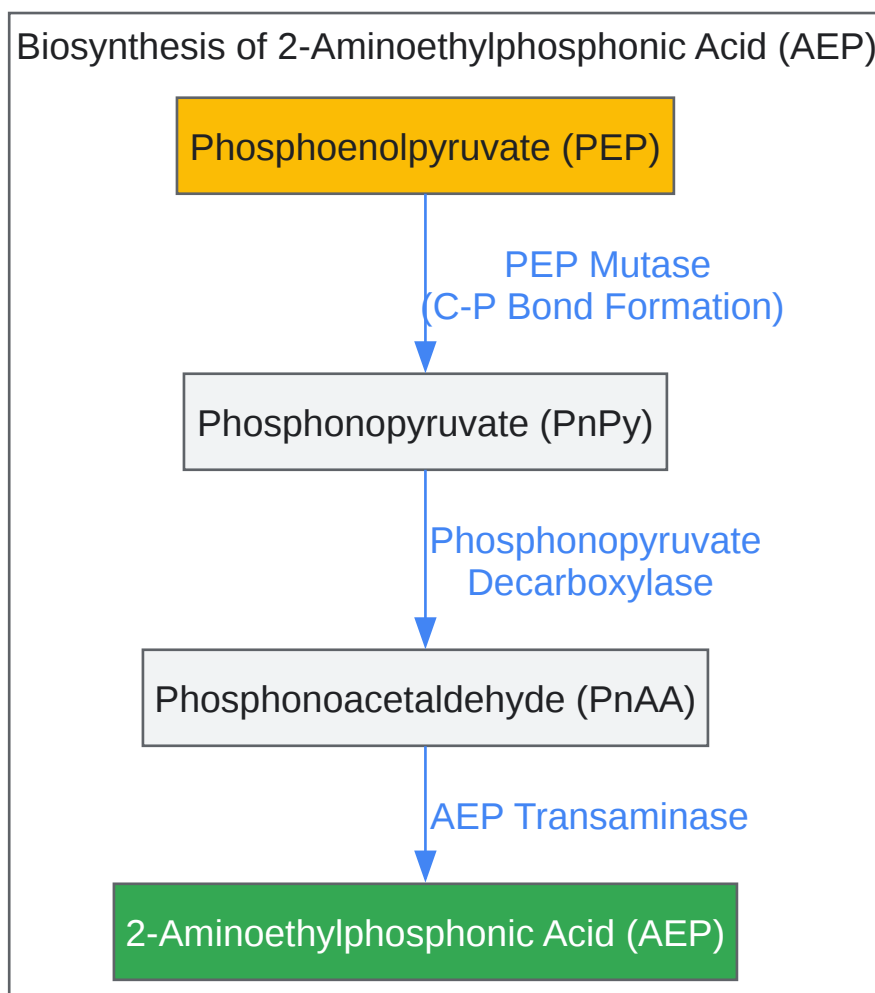 Biosynthesis of 2-Aminoethylphosphonic Acid (AEP)
Phosphoenolpyruvate (PEP)
PEP Mutase
(C-P Bond Formation)
Phosphonopyruvate (PnPy)
Phosphonopyruvate
Decarboxylase
Phosphonoacetaldehyde (PnAA)
AEP Transaminase
2-Aminoethylphosphonic Acid (AEP)